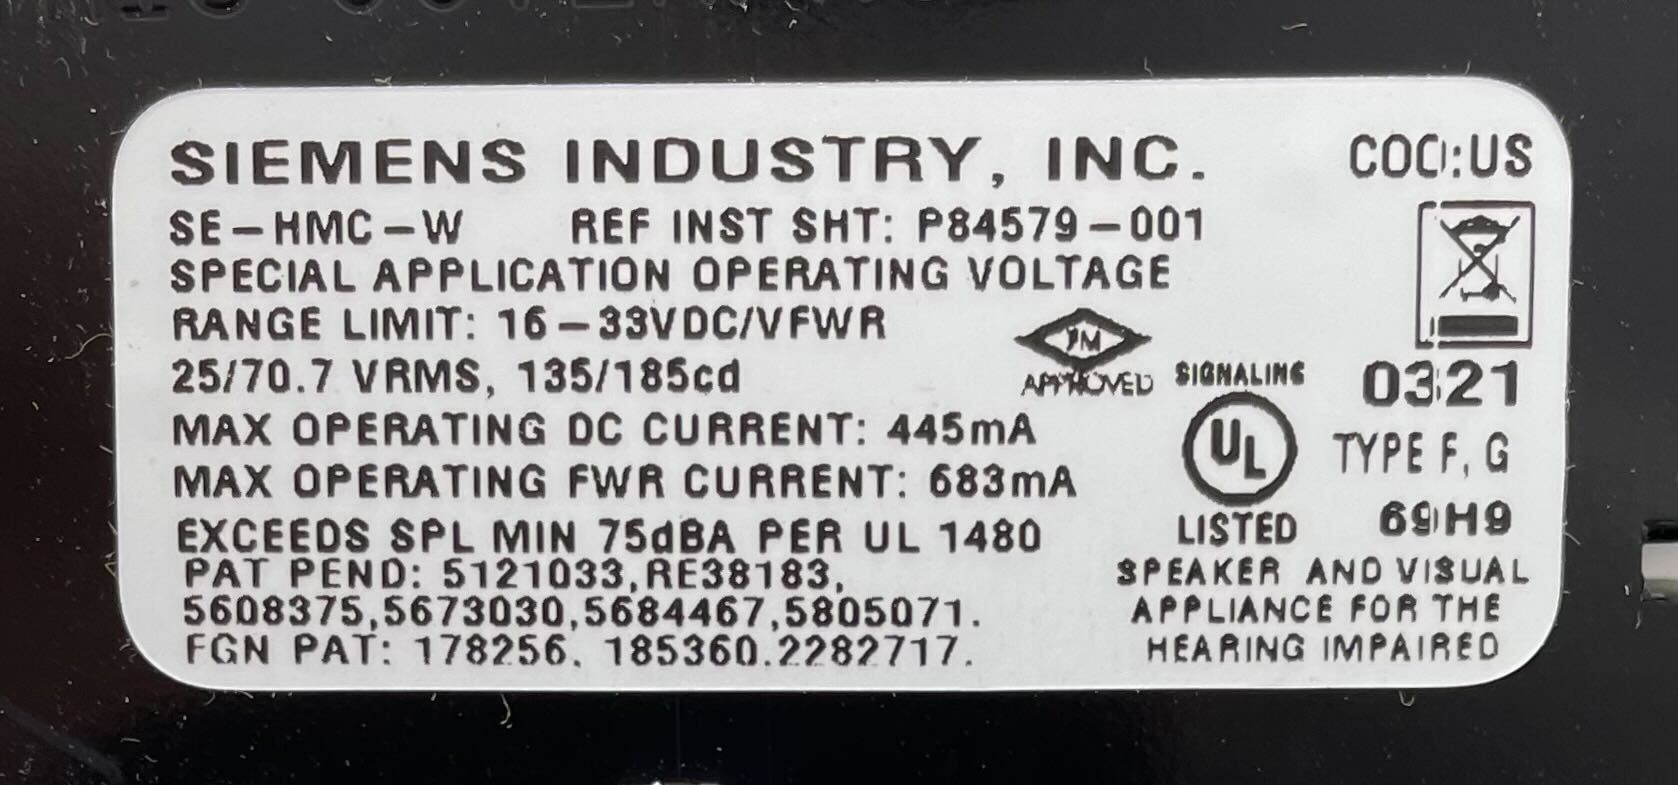 SIEMENS INDUSTRY, INC.
COO:US
SE-HMC-W REF INST SHT: P84579-001
SPECIAL APPLICATION OPERATING VOLTAGE
RANGE LIMIT: 16-33VDC/VFWR
25/70.7 VRMS, 135/185cd
MAX OPERATING DC CURRENT: 445mA
MAX OPERATING FWR CURRENT: 683mA
EXCEEDS SPL MIN 75dBA PER UL 1480
PAT PEND: 5121033,RE38183,
5608375,5673030,5684467,5805071.
FGN PAT: 178256. 185360.2282717.
FM
APPROVED
SIGNALING
UL
LISTED
0321
TYPE F, G
69H9
SPEAKER AND VISUAL
APPLIANCE FOR THE
HEARING IMPAIRED